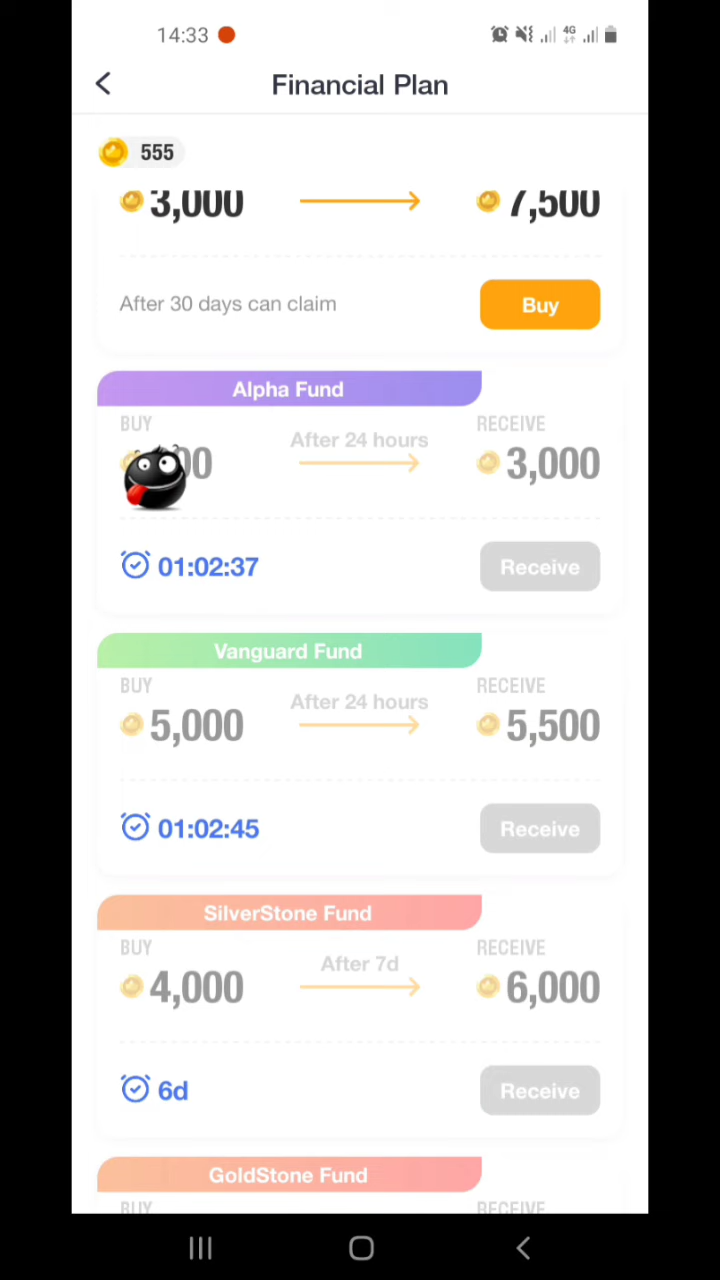 14:33
4G
Financial Plan
555
3,000 7,500
After 30 days can claim
Buy
Alpha Fund
BUY
After 24 hours
RECEIVE
3,000
01:02:37
Receive
Vanguard Fund
BUY
After 24 hours
RECEIVE
5,000 5,500
01:02:45
Receive
SilverStone Fund
BUY
After 7d
RECEIVE
4,000 6,000
6d
Receive
GoldStone Fund
BUY
RECEIVE